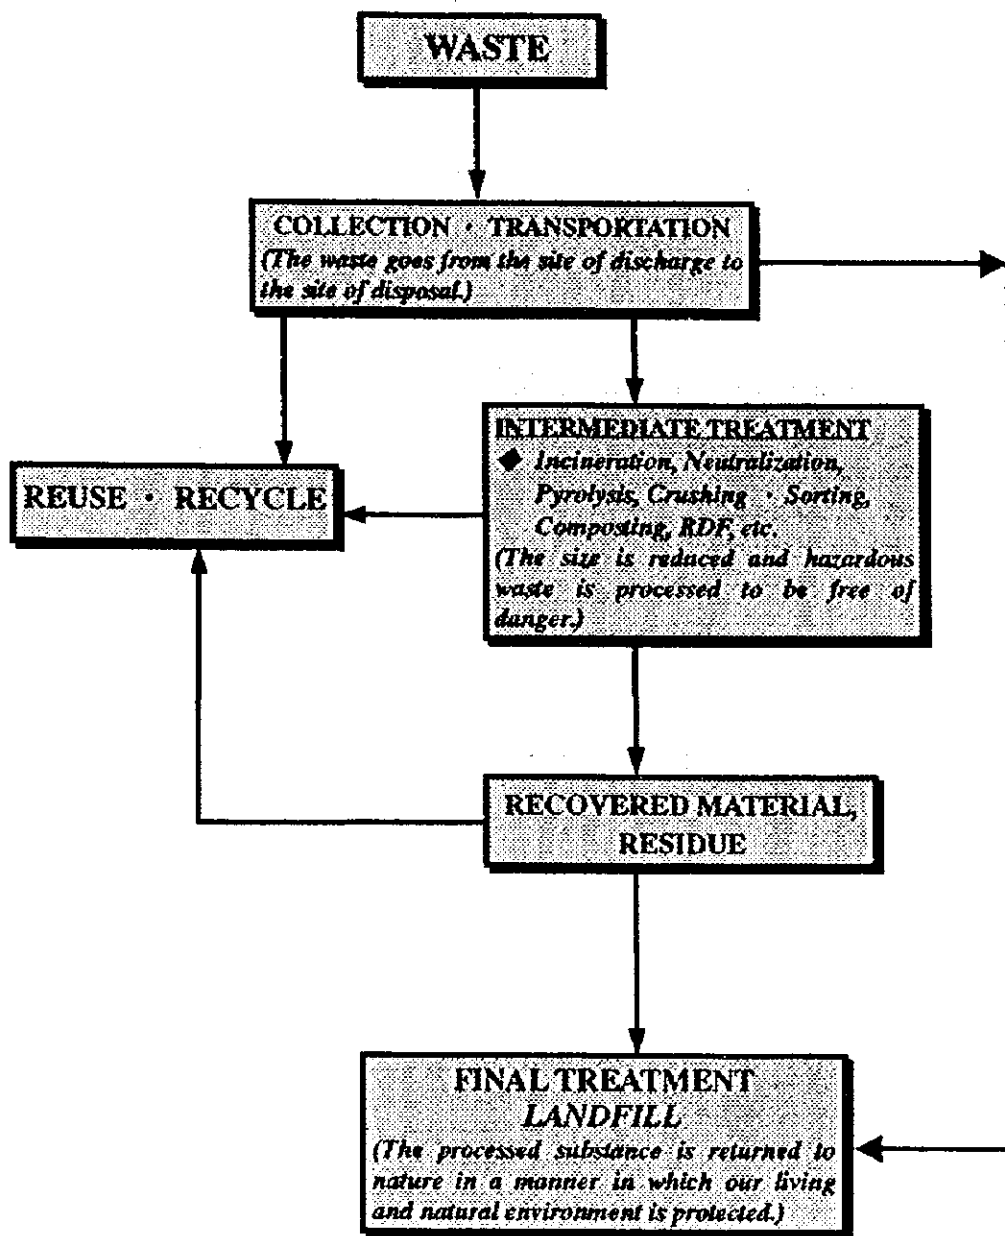 WASTE
COLLECTION · TRANSPORTATION
(The waste goes from the site of discharge to
the site of disposal.)
INTERMEDIATE TREATMENT
◆ Incineration, Neutralization,
Pyrolysis, Crushing · Sorting,
Composting, RDF, etc.
(The size is reduced and hazardous
waste is processed to be free of
danger.)
REUSE · RECYCLE
RECOVERED MATERIAL,
RESIDUE
FINAL TREATMENT
LANDFILL
(The processed substance is returned to
nature in a manner in which our living
and natural environment is protected.)